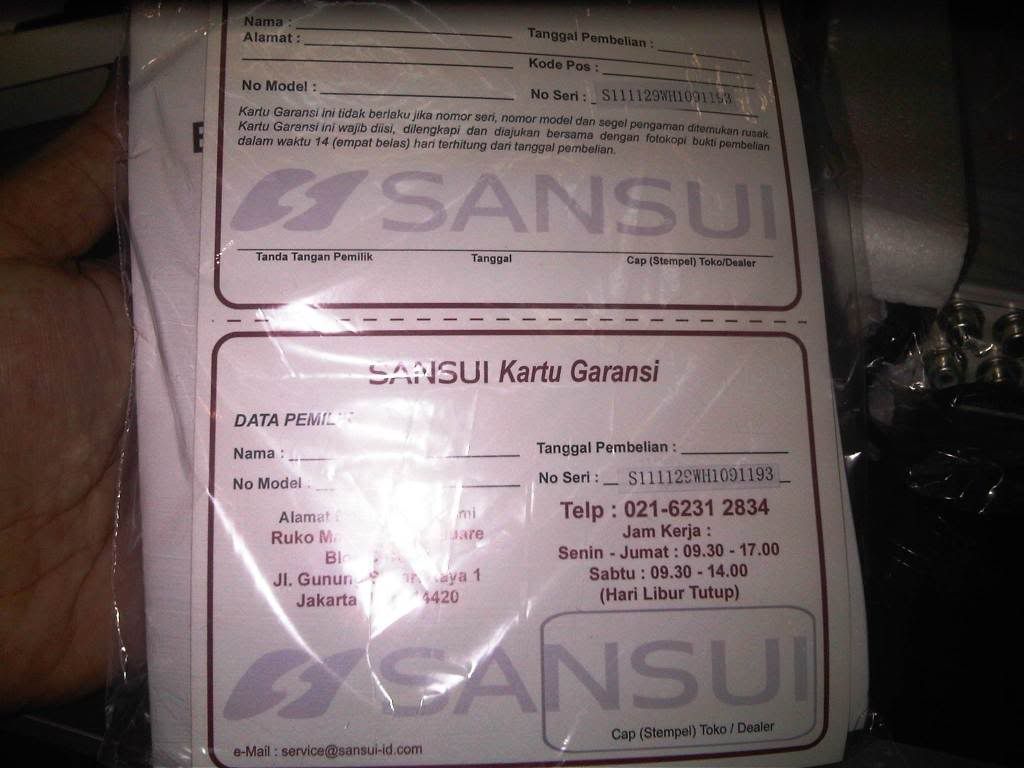 Nama :
Tanggal Pembelian :
Alamat :
Kode Pos :
No Model :
No Seri : S111129WH1091193
Kartu Garansi ini tidak berlaku jika nomor seri, nomor model dan segel pengaman ditemukan rusak.
Kartu Garansi ini wajib diisi, dilengkapi dan diajukan bersama dengan fotokopi bukti pembelian
dalam waktu 14 (empat belas) hari terhitung dari tanggal pembelian.
SANSUI
Tanda Tangan Pemilik Tanggal Cap (Stempel) Toko/Dealer
SANSUI Kartu Garansi
DATA
Nama :
Tanggal Pembelian :
No Model :
No Seri : S111129WH1091193
Alamat
Ruko
Jl.
Jakarta
Telp : 021-6231 2834
Jam Kerja :
Senin - Jumat : 09.30 - 17.00
Sabtu : 09.30 - 14.00
(Hari Libur Tutup)
SANSUI
Cap (Stempel) Toko / Dealer
e-Mail : service@sansui-id.com